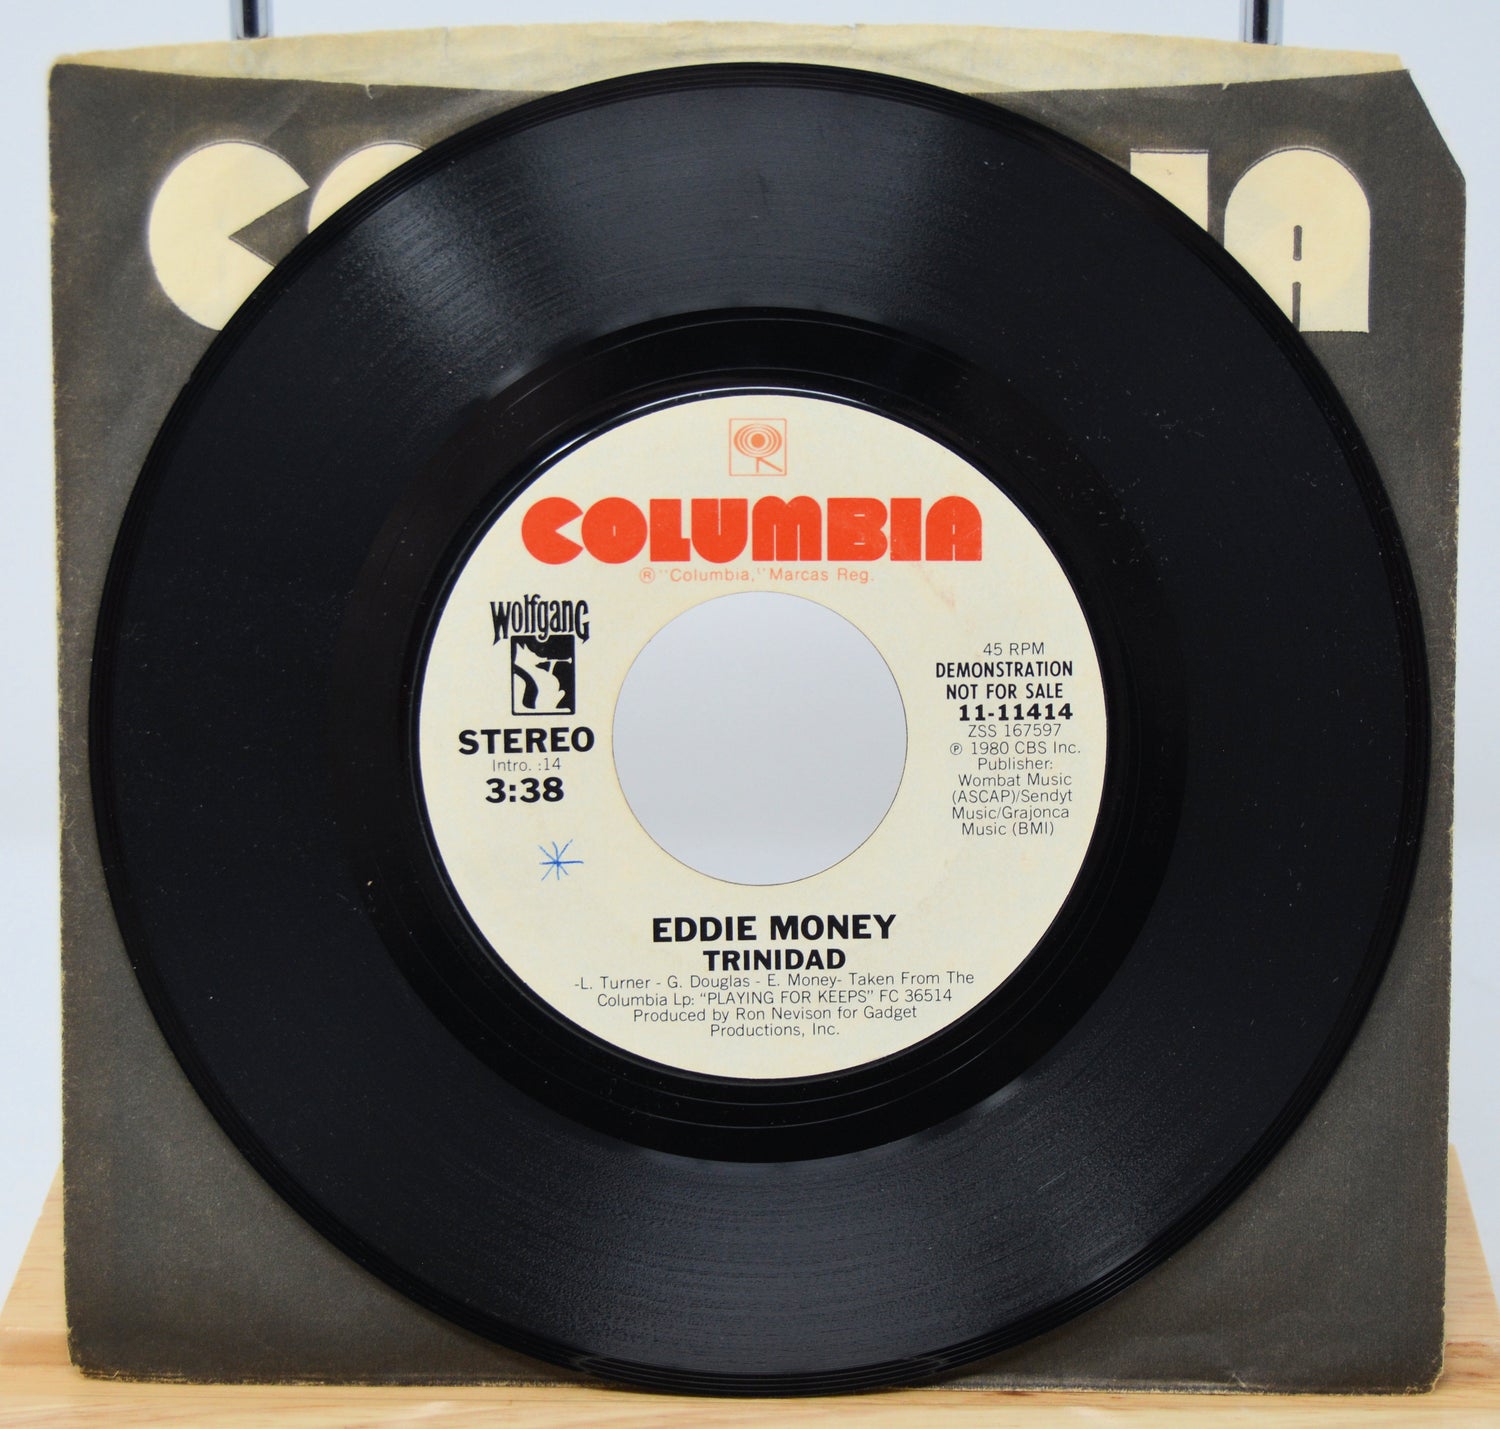 COLUMBIA
® "Columbia," Marcas Reg.
Wolfgang
STEREO
Intro. :14
3:38
45 RPM
DEMONSTRATION
NOT FOR SALE
11-11414
ZSS 167597
℗ 1980 CBS Inc.
Publisher:
Wombat Music
(ASCAP)/Sendyt
Music/Grajonca
Music (BMI)
EDDIE MONEY
TRINIDAD
-L. Turner - G. Douglas - E. Money- Taken From The
Columbia Lp: "PLAYING FOR KEEPS" FC 36514
Produced by Ron Nevison for Gadget
Productions, Inc.